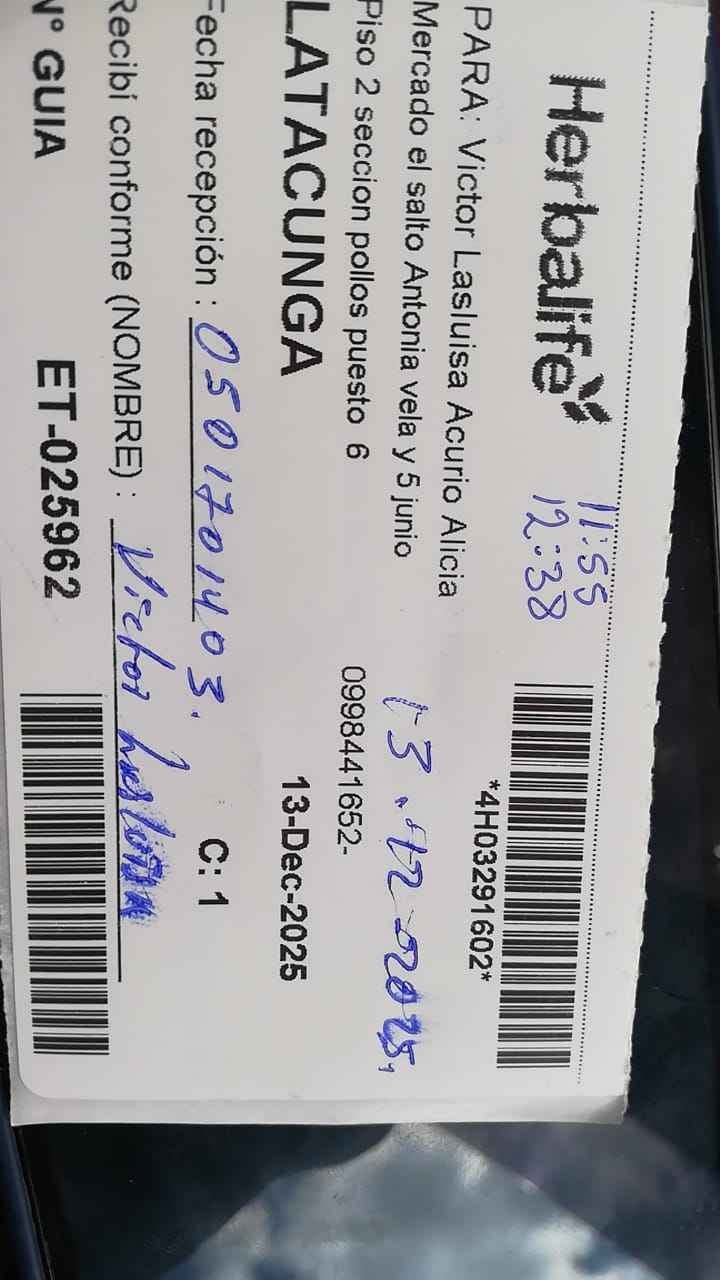 Herbalife
11:55
12:38
*4H03291602*
PARA: Victor Lasluisa Acurio Alicia
Mercado el salto Antonia vela y 5 junio
13-12-2025,
Piso 2 seccion pollos puesto 6
0998441652-
LATACUNGA
13-Dec-2025
Fecha recepción : 0501701403.
C: 1
Recibí conforme (NOMBRE) : Victor Lasluisa
N° GUIA
ET-025962